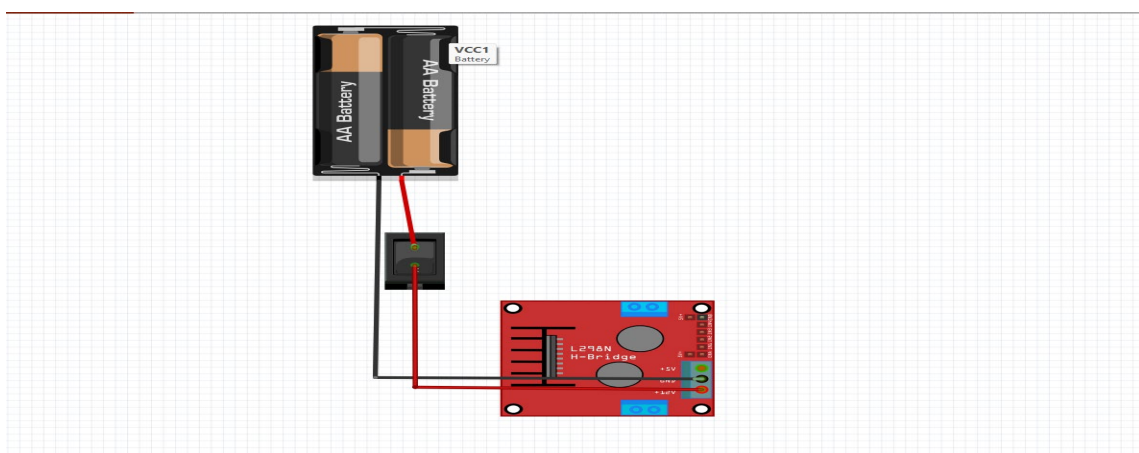 VCC1
Battery
AA Battery
AA Battery
L298N
H-Bridge
+5V
GND
+12V